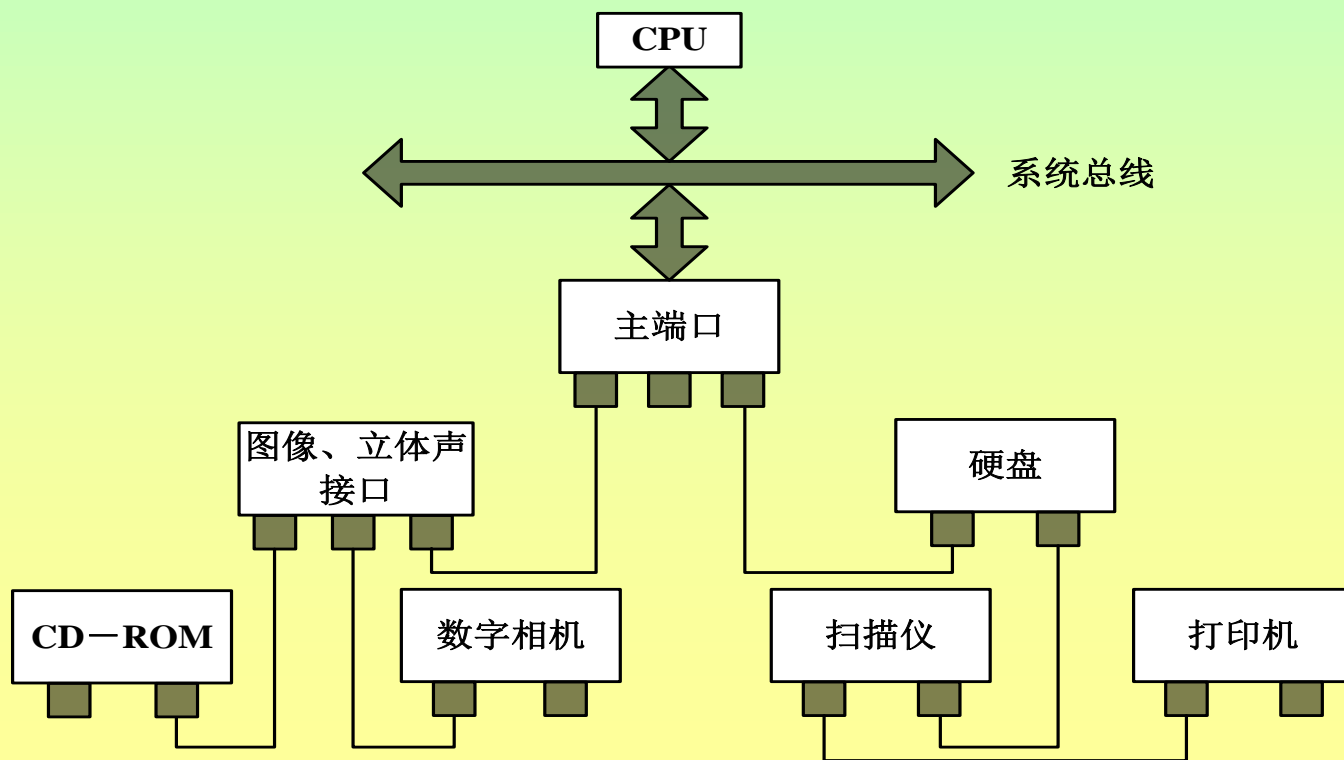 CPU
系统总线
主端口
图像、立体声
接口
硬盘
CD－ROM
数字相机
扫描仪
打印机